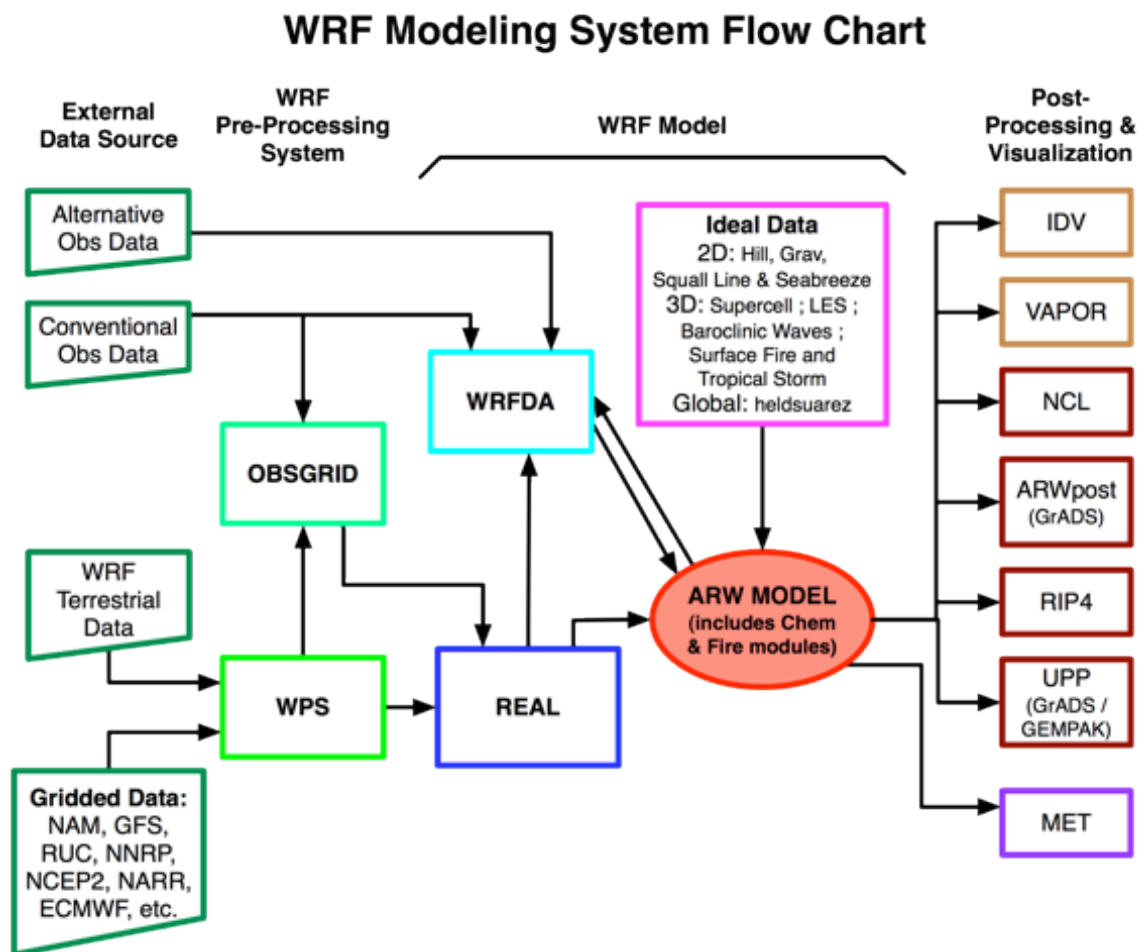 WRF Modeling System Flow Chart
External
Data Source
WRF
Pre-Processing
System
WRF Model
Post-
Processing &
Visualization
Alternative
Obs Data
Conventional
Obs Data
WRF
Terrestrial
Data
Gridded Data:
NAM, GFS,
RUC, NNRP,
NCEP2, NARR,
ECMWF, etc.
OBSGRID
WPS
WRFDA
REAL
Ideal Data
2D: Hill, Grav,
Squall Line & Seabreeze
3D: Supercell ; LES ;
Baroclinic Waves ;
Surface Fire and
Tropical Storm
Global: heldsuarez
ARW MODEL
(includes Chem
& Fire modules)
IDV
VAPOR
NCL
ARWpost
(GrADS)
RIP4
UPP
(GrADS /
GEMPAK)
MET